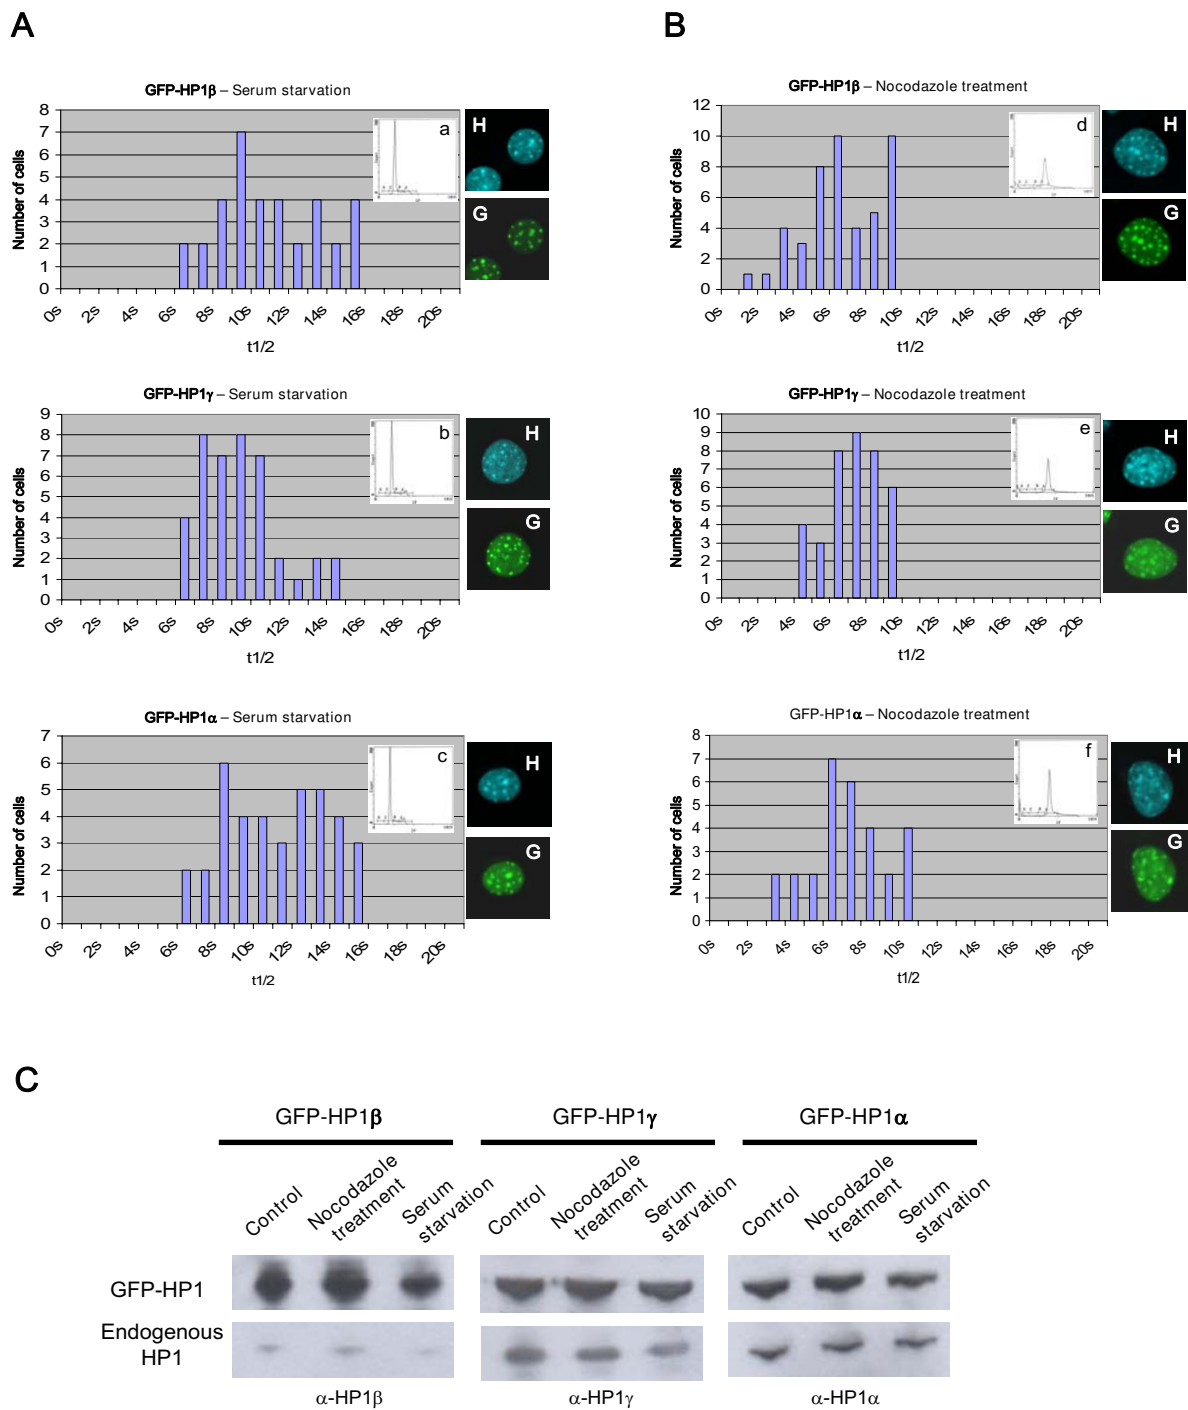 A
B
GFP-HP1β – Serum starvation
8
7
6
5
4
3
2
1
0
Number of cells
a
H
G
0s 2s 4s 6s 8s 10s 12s 14s 16s 18s 20s
t1/2
GFP-HP1β – Nocodazole treatment
12
10
8
6
4
2
0
Number of cells
d
H
G
0s 2s 4s 6s 8s 10s 12s 14s 16s 18s 20s
t1/2
GFP-HP1γ – Serum starvation
9
8
7
6
5
4
3
2
1
0
Number of cells
b
H
G
0s 2s 4s 6s 8s 10s 12s 14s 16s 18s 20s
t1/2
GFP-HP1γ – Nocodazole treatment
10
9
8
7
6
5
4
3
2
1
0
Number of cells
e
H
G
0s 2s 4s 6s 8s 10s 12s 14s 16s 18s 20s
t1/2
GFP-HP1α – Serum starvation
7
6
5
4
3
2
1
0
Number of cells
c
H
G
0s 2s 4s 6s 8s 10s 12s 14s 16s 18s 20s
t1/2
GFP-HP1α – Nocodazole treatment
8
7
6
5
4
3
2
1
0
Number of cells
f
H
G
0s 2s 4s 6s 8s 10s 12s 14s 16s 18s 20s
t1/2
C
GFP-HP1β GFP-HP1γ GFP-HP1α
Control
Nocodazole
treatment
Serum
starvation
Control
Nocodazole
treatment
Serum
starvation
Control
Nocodazole
treatment
Serum
starvation
GFP-HP1
Endogenous
HP1
α-HP1β α-HP1γ α-HP1α